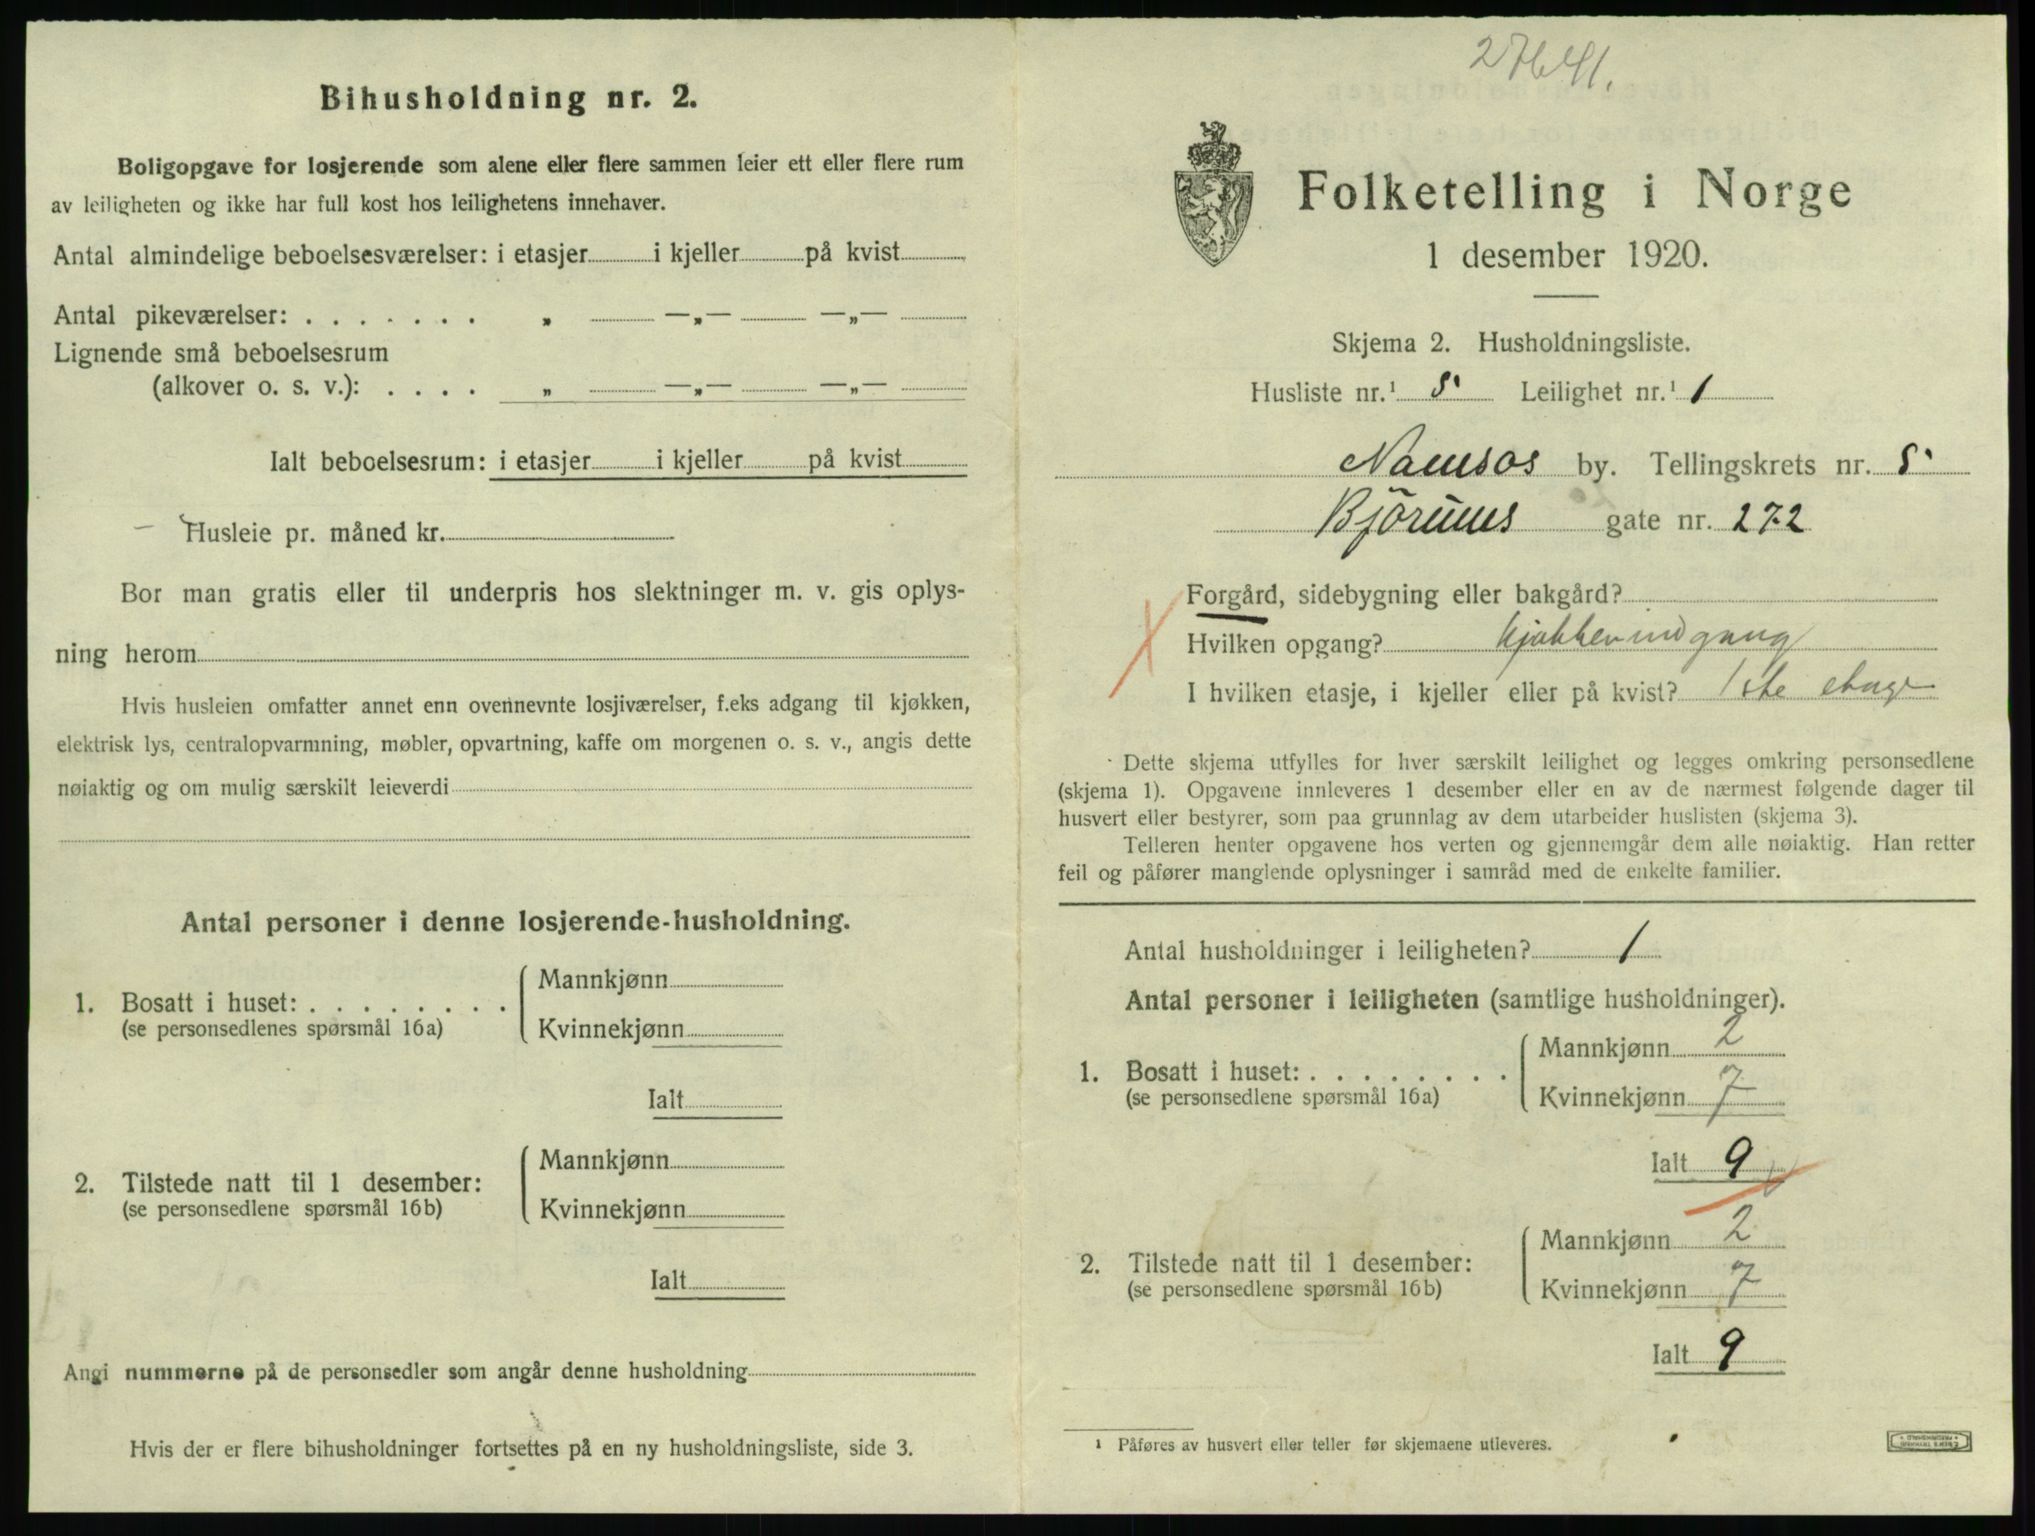 Bihusholdning nr. 2.
Boligopgave for losjerende som alene eller flere sammen leier ett eller flere rum
av leiligheten og ikke har full kost hos leilighetens innehaver.
Antal almindelige beboelsesværelser: i etasjer i kjeller på kvist
Antal pikeværelser: . . . . . . . „ —„— —„—
Lignende små beboelsesrum
(alkover o. s. v.): . . . . „ —„— —„—
Ialt beboelsesrum: i etasjer i kjeller på kvist
Husleie pr. måned kr.
Bor man gratis eller til underpris hos slektninger m. v. gis oplys-
ning herom
Hvis husleien omfatter annet enn ovennevnte losjiværelser, f.eks adgang til kjøkken,
elektrisk lys, centralopvarmning, møbler, opvartning, kaffe om morgenen o. s. v., angis dette
nøiaktig og om mulig særskilt leieverdi
Antal personer i denne losjerende-husholdning.
1. Bosatt i huset: . . . . . . . . Mannkjønn
(se personsedlenes spørsmål 16a) Kvinnekjønn
Ialt
2. Tilstede natt til 1 desember: Mannkjønn
(se personsedlene spørsmål 16b) Kvinnekjønn
Ialt
Angi nummerne på de personsedler som angår denne husholdning
Hvis der er flere bihusholdninger fortsettes på en ny husholdningsliste, side 3.
2741.
Folketelling i Norge
1 desember 1920.
Skjema 2. Husholdningsliste.
Husliste nr.¹ 5 Leilighet nr.¹ 1
Namsos by. Tellingskrets nr. 5
Bjørums gate nr. 272
Forgård, sidebygning eller bakgård?
Hvilken opgang? kjøkkenindgang
I hvilken etasje, i kjeller eller på kvist? 1ste etage
Dette skjema utfylles for hver særskilt leilighet og legges omkring personsedlene
(skjema 1). Opgavene innleveres 1 desember eller en av de nærmest følgende dager til
husvert eller bestyrer, som paa grunnlag av dem utarbeider huslisten (skjema 3).
Telleren henter opgavene hos verten og gjennemgår dem alle nøiaktig. Han retter
feil og påfører manglende oplysninger i samråd med de enkelte familier.
Antal husholdninger i leiligheten? 1
Antal personer i leiligheten (samtlige husholdninger).
1. Bosatt i huset: . . . . . . . . Mannkjønn 2
(se personsedlene spørsmål 16a) Kvinnekjønn 7
Ialt 9
2. Tilstede natt til 1 desember: Mannkjønn 2
(se personsedlene spørsmål 16b) Kvinnekjønn 7
Ialt 9
¹ Påføres av husvert eller teller før skjemaene utleveres.